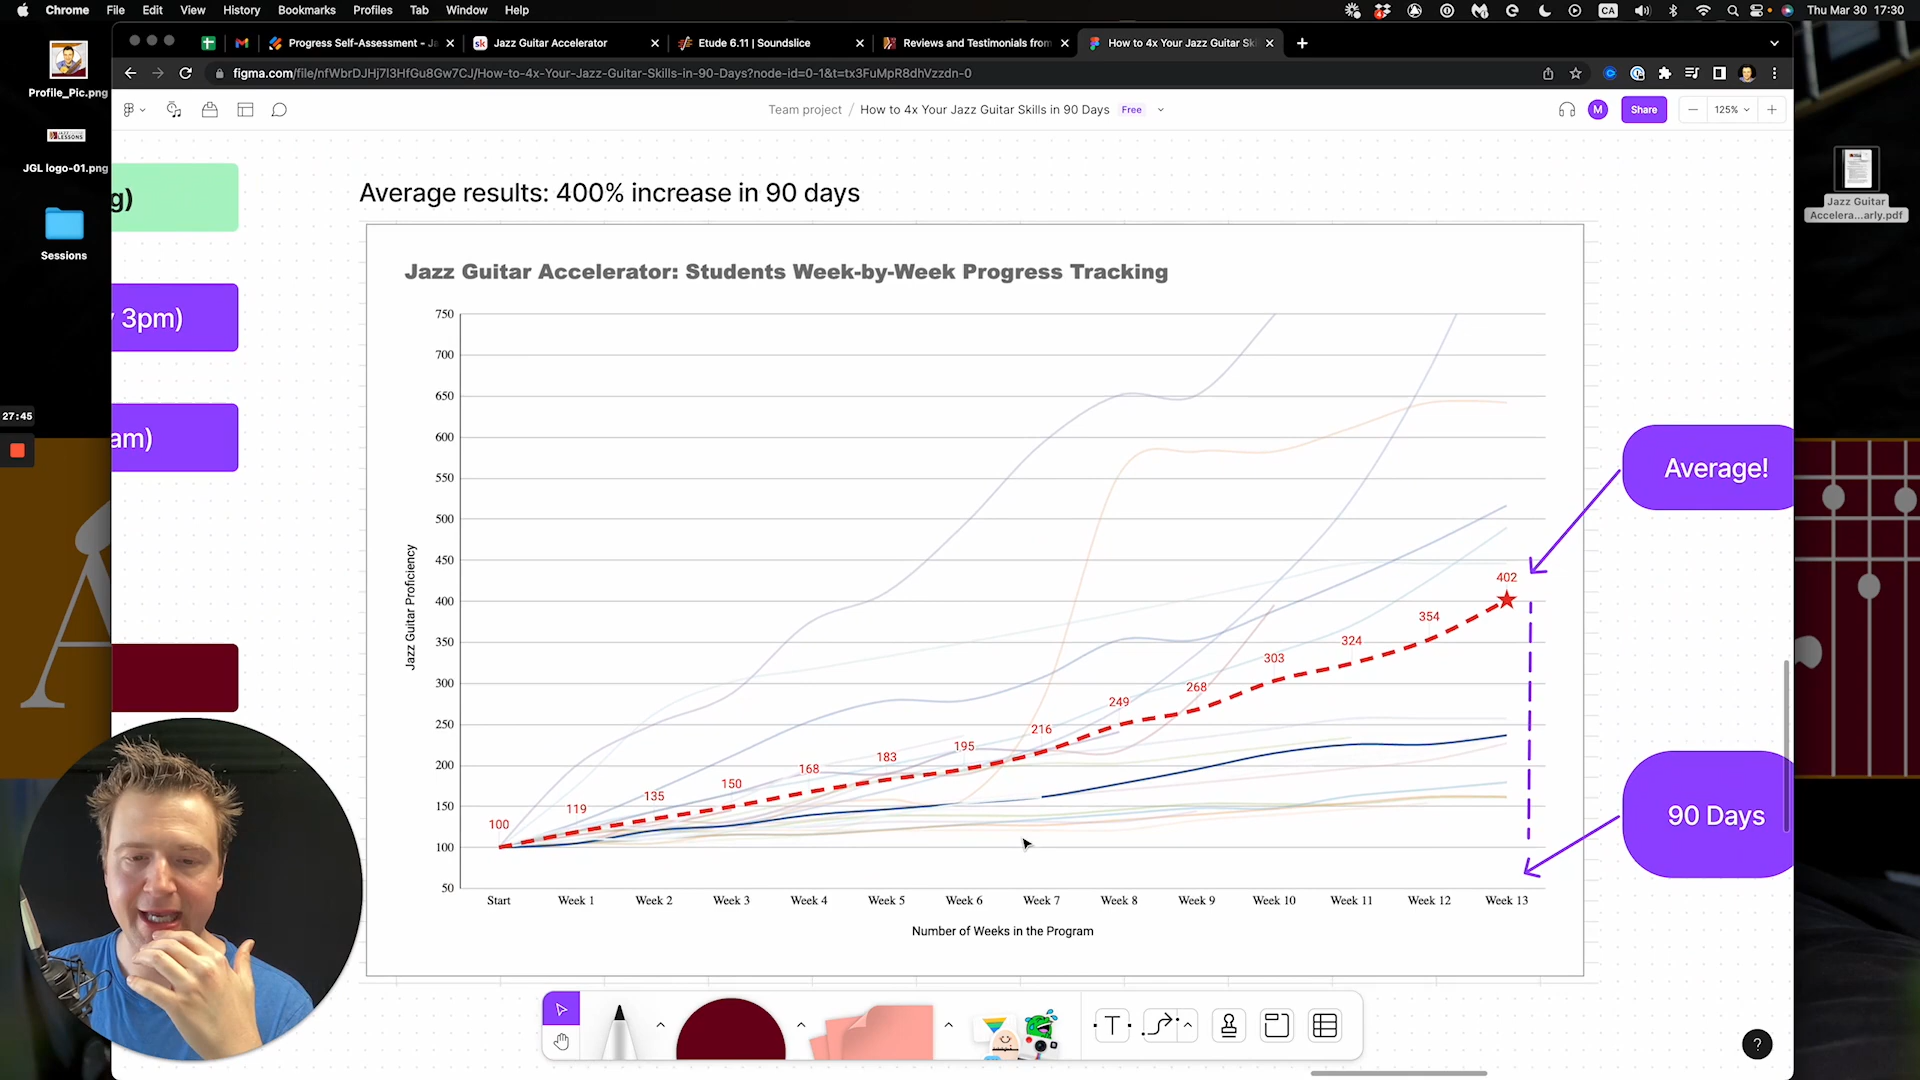 Chrome File Edit View History Bookmarks Profiles Tab Window Help
CA
Thu Mar 30 17:30
Progress Self-Assessment - Ja
Jazz Guitar Accelerator
Etude 6.11 | Soundslice
Reviews and Testimonials from
How to 4x Your Jazz Guitar Ski
figma.com/file/nfWbrDJHj7I3HfGu8Gw7CJ/How-to-4x-Your-Jazz-Guitar-Skills-in-90-Days?node-id=0-1&t=tx3FuMpR8dhVzzdn-0
Team project / How to 4x Your Jazz Guitar Skills in 90 Days Free
M
Share
125%
Profile_Pic.png
LESSONS
JGL logo-01.png
Sessions
27:45
Jazz Guitar
Accelera...arly.pdf
g)
3pm)
am)
Average results: 400% increase in 90 days
Jazz Guitar Accelerator: Students Week-by-Week Progress Tracking
Jazz Guitar Proficiency
750
700
650
600
550
500
450
400
350
300
250
200
150
100
50
100
119
135
150
168
183
195
216
249
268
303
324
354
402
Start Week 1 Week 2 Week 3 Week 4 Week 5 Week 6 Week 7 Week 8 Week 9 Week 10 Week 11 Week 12 Week 13
Number of Weeks in the Program
Average!
90 Days
T
?